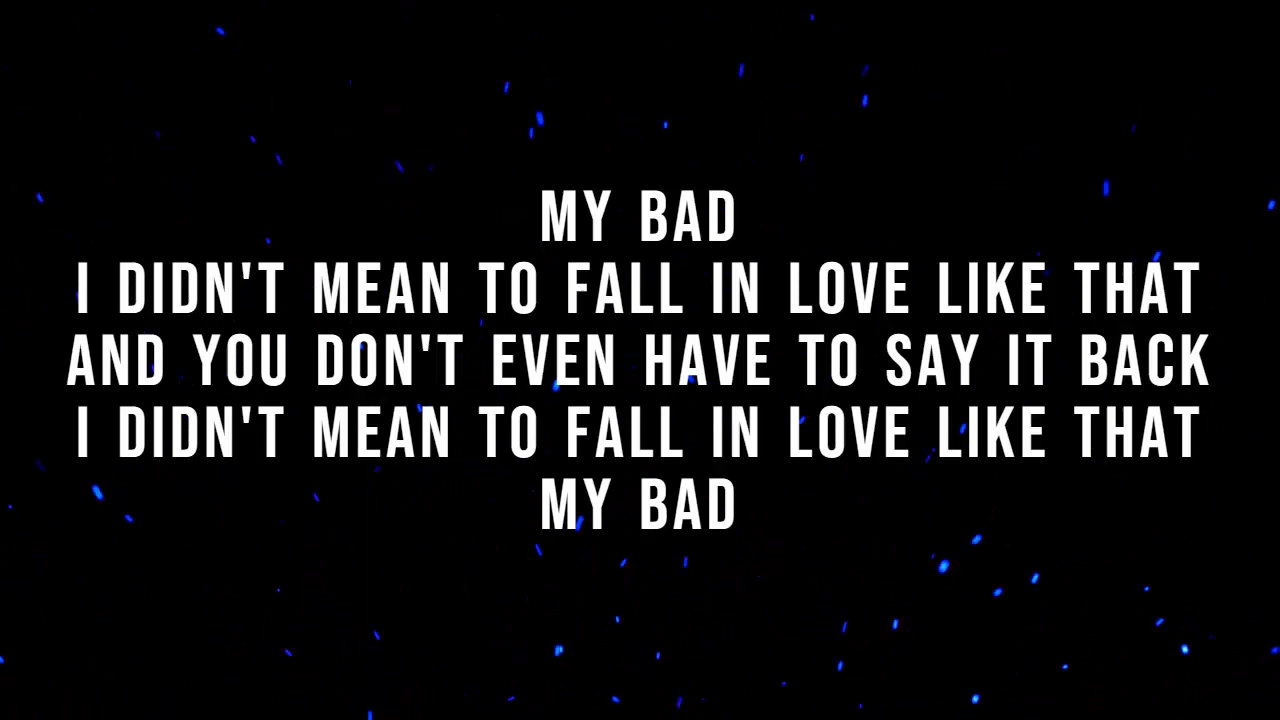 MY BAD
I DIDN'T MEAN TO FALL IN LOVE LIKE THAT
AND YOU DON'T EVEN HAVE TO SAY IT BACK
I DIDN'T MEAN TO FALL IN LOVE LIKE THAT
MY BAD